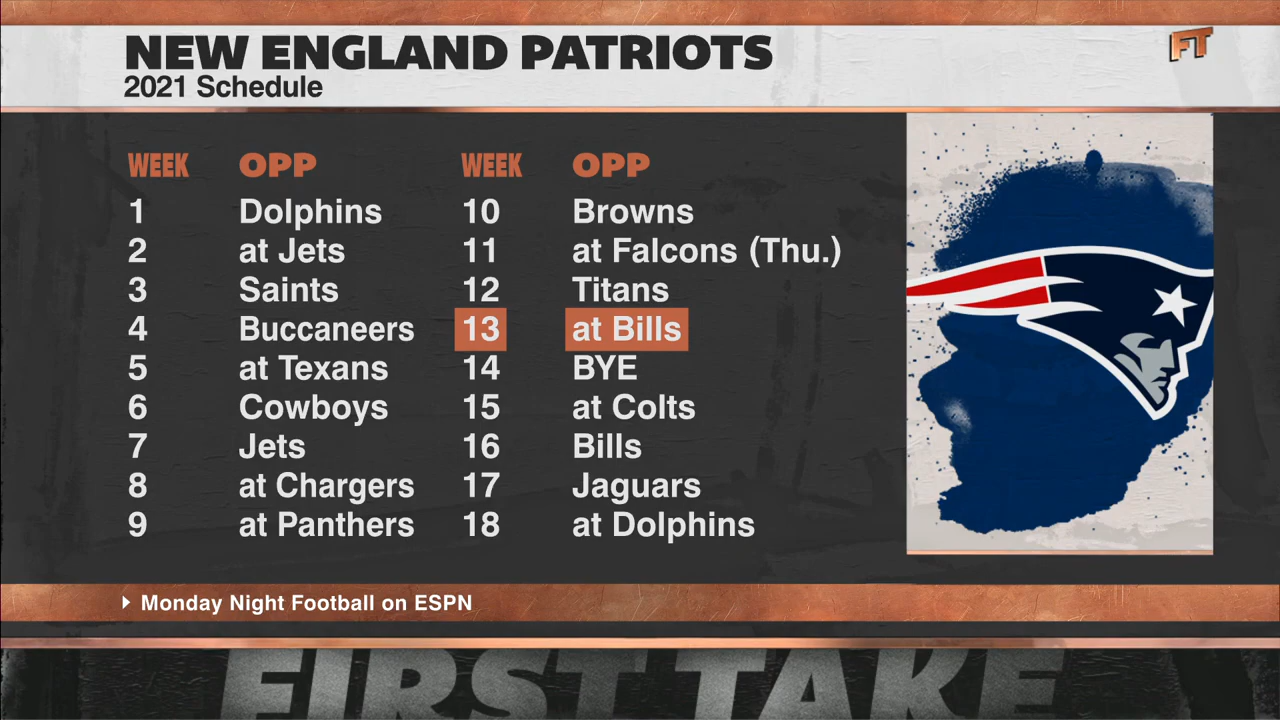 NEW ENGLAND PATRIOTS
FT
2021 Schedule
WEEK OPP WEEK OPP
1 Dolphins 10 Browns
2 at Jets 11 at Falcons (Thu.)
3 Saints 12 Titans
4 Buccaneers 13 at Bills
5 at Texans 14 BYE
6 Cowboys 15 at Colts
7 Jets 16 Bills
8 at Chargers 17 Jaguars
9 at Panthers 18 at Dolphins
Monday Night Football on ESPN
FIRST TAKE